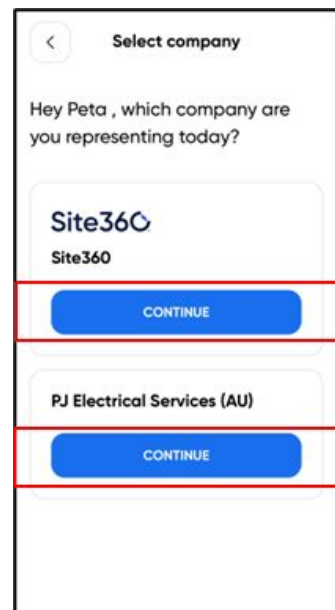 Select company
Hey Peta , which company are
you representing today?
Site360
Site360
CONTINUE
PJ Electrical Services (AU)
CONTINUE